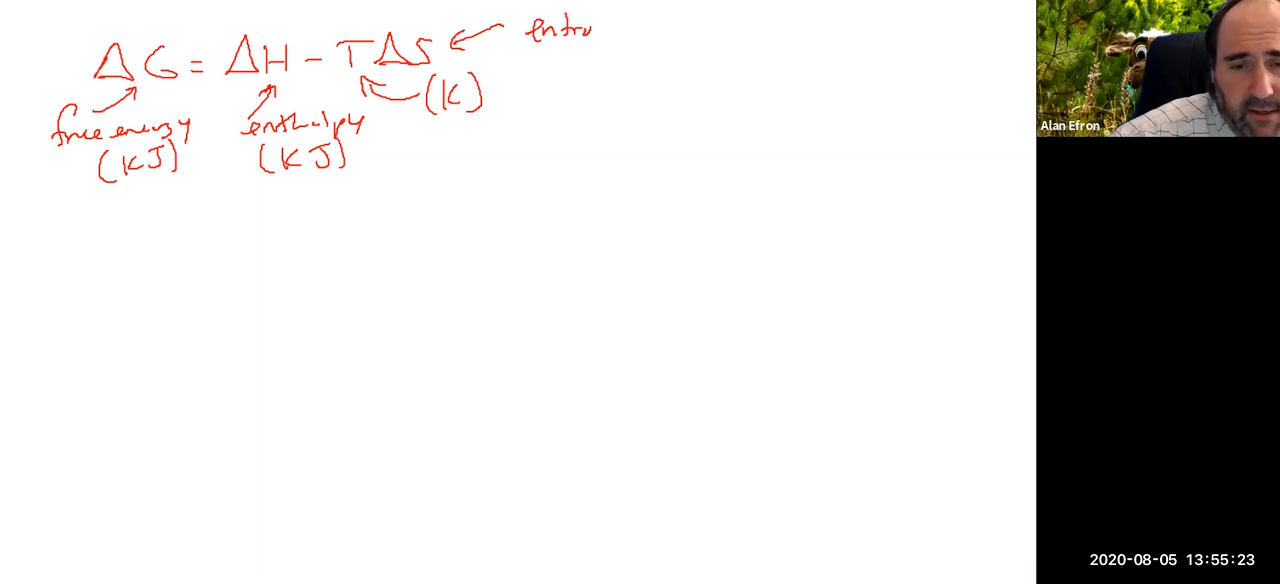 ΔG = ΔH - TΔS ← entro
free energy enthalpy (K)
(KJ) (KJ)
Alan Efron
2020-08-05 13:55:23